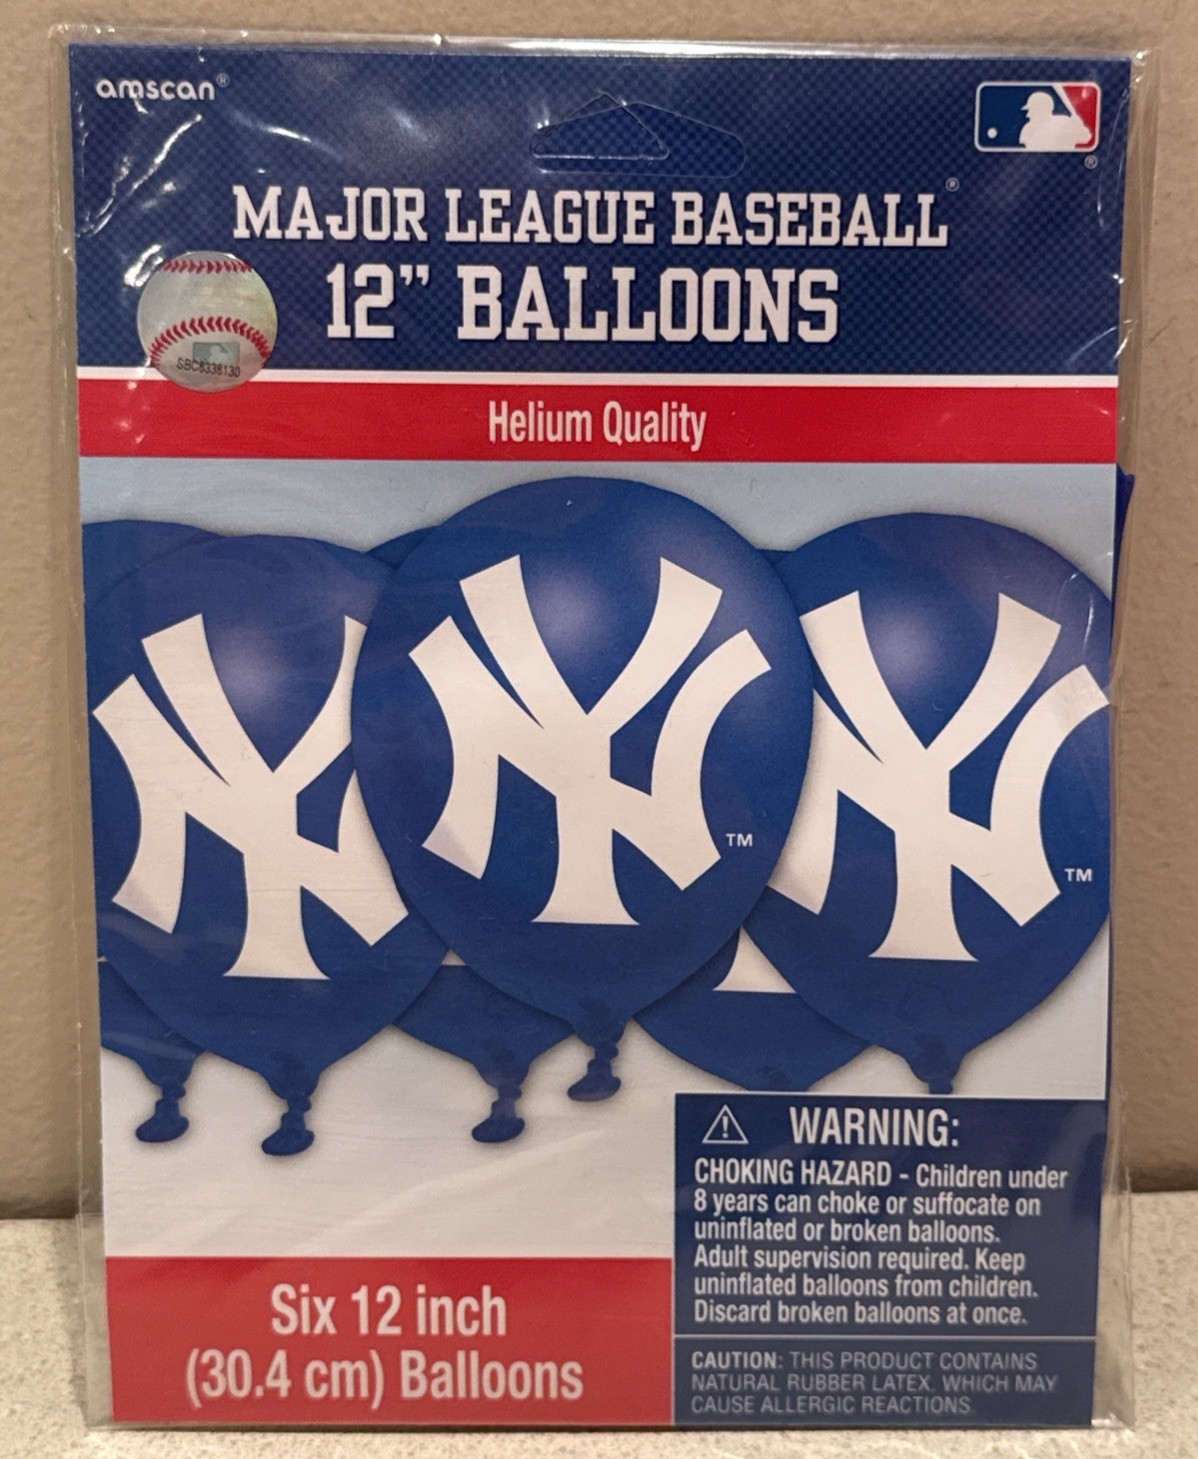 amscan®
®
MAJOR LEAGUE BASEBALL®
12” BALLOONS
SBC8338130
Helium Quality
NY
NY
NY
TM
TM
WARNING:
CHOKING HAZARD - Children under
8 years can choke or suffocate on
uninflated or broken balloons.
Adult supervision required. Keep
uninflated balloons from children.
Discard broken balloons at once.
Six 12 inch
(30.4 cm) Balloons
CAUTION: THIS PRODUCT CONTAINS
NATURAL RUBBER LATEX. WHICH MAY
CAUSE ALLERGIC REACTIONS.